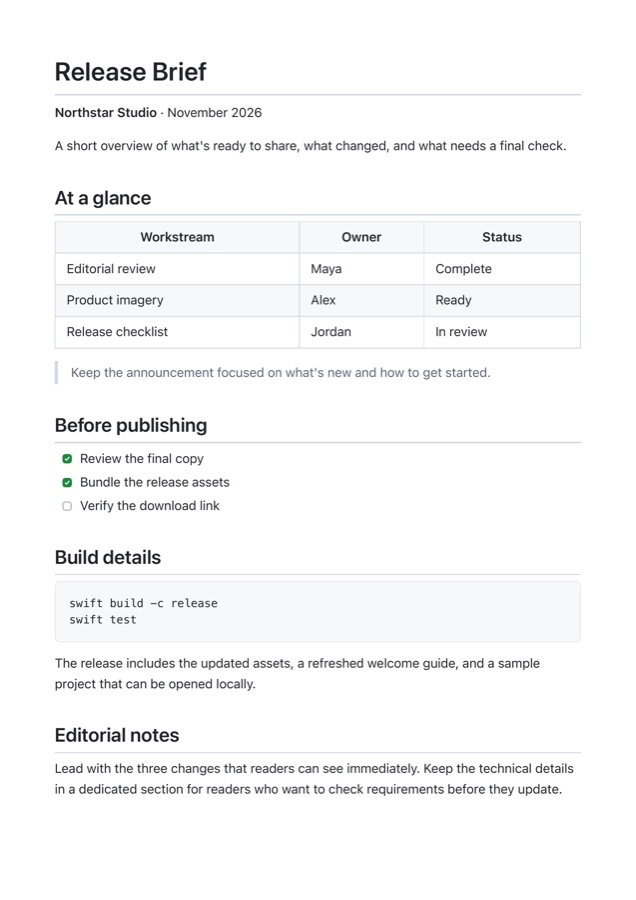 Release Brief
Northstar Studio · November 2026
A short overview of what's ready to share, what changed, and what needs a final check.
At a glance
Workstream Owner Status
Editorial review Maya Complete
Product imagery Alex Ready
Release checklist Jordan In review
Keep the announcement focused on what's new and how to get started.
Before publishing
Review the final copy
Bundle the release assets
Verify the download link
Build details
swift build -c release
swift test
The release includes the updated assets, a refreshed welcome guide, and a sample
project that can be opened locally.
Editorial notes
Lead with the three changes that readers can see immediately. Keep the technical details
in a dedicated section for readers who want to check requirements before they update.